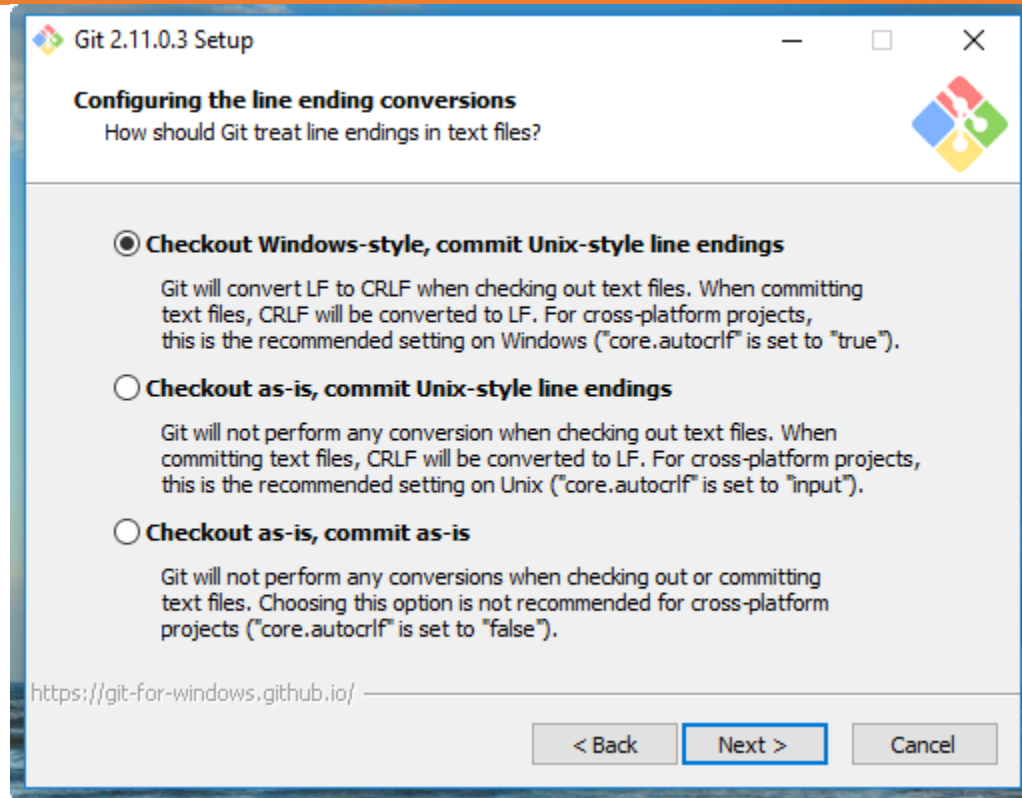 Git 2.11.0.3 Setup
Configuring the line ending conversions
How should Git treat line endings in text files?
Checkout Windows-style, commit Unix-style line endings
Git will convert LF to CRLF when checking out text files. When committing
text files, CRLF will be converted to LF. For cross-platform projects,
this is the recommended setting on Windows ("core.autocrlf" is set to "true").
Checkout as-is, commit Unix-style line endings
Git will not perform any conversion when checking out text files. When
committing text files, CRLF will be converted to LF. For cross-platform projects,
this is the recommended setting on Unix ("core.autocrlf" is set to "input").
Checkout as-is, commit as-is
Git will not perform any conversions when checking out or committing
text files. Choosing this option is not recommended for cross-platform
projects ("core.autocrlf" is set to "false").
https://git-for-windows.github.io/
< Back Next > Cancel